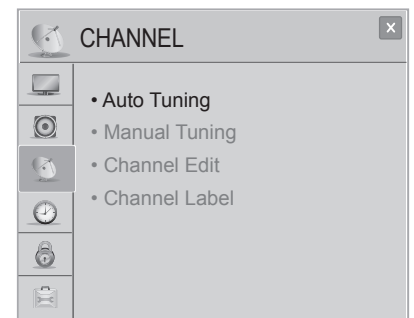 CHANNEL
X
• Auto Tuning
• Manual Tuning
• Channel Edit
• Channel Label